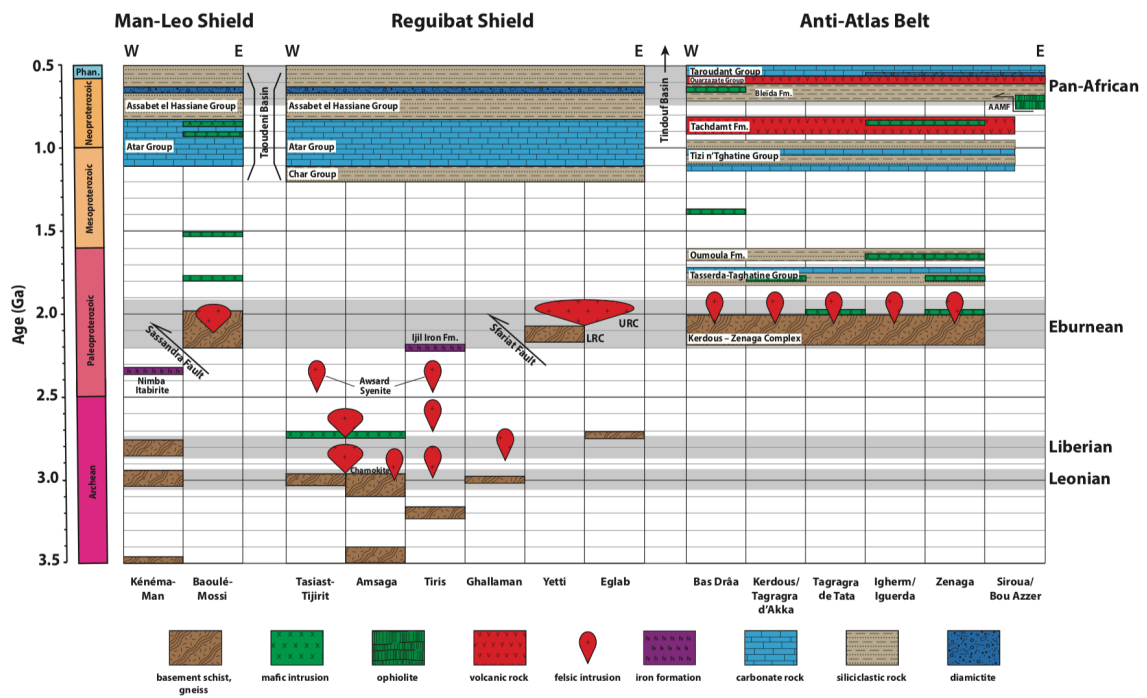 Man-Leo Shield
Reguibat Shield
Anti-Atlas Belt
W
E
W
E
W
E
Age (Ga)
0.5
1.0
1.5
2.0
2.5
3.0
3.5
Phan.
Neoproterozoic
Mesoproterozoic
Paleoproterozoic
Archean
Assabet el Hassiane Group
Atar Group
Taoudeni Basin
Assabet el Hassiane Group
Atar Group
Char Group
Tindouf Basin
Taroudant Group
Ouarzazate Group
Bleida Fm.
AAMF
Tachdamt Fm.
Tizi n'Tghatine Group
Oumoula Fm.
Tasserda-Taghatine Group
Kerdous – Zenaga Complex
Pan-African
Eburnean
Liberian
Leonian
Sassandra Fault
Nimba
Itabirite
Ijil Iron Fm.
Sfariat Fault
URC
LRC
Awsard
Syenite
Charnokite
Kénéma-
Man
Baoulé-
Mossi
Tasiast-
Tijirit
Amsaga
Tiris
Ghallaman
Yetti
Eglab
Bas Drâa
Kerdous/
Tagragra
d'Akka
Tagragra
de Tata
Igherm/
Iguerda
Zenaga
Siroua/
Bou Azzer
basement schist,
gneiss
mafic intrusion
ophiolite
volcanic rock
felsic intrusion
iron formation
carbonate rock
siliciclastic rock
diamictite